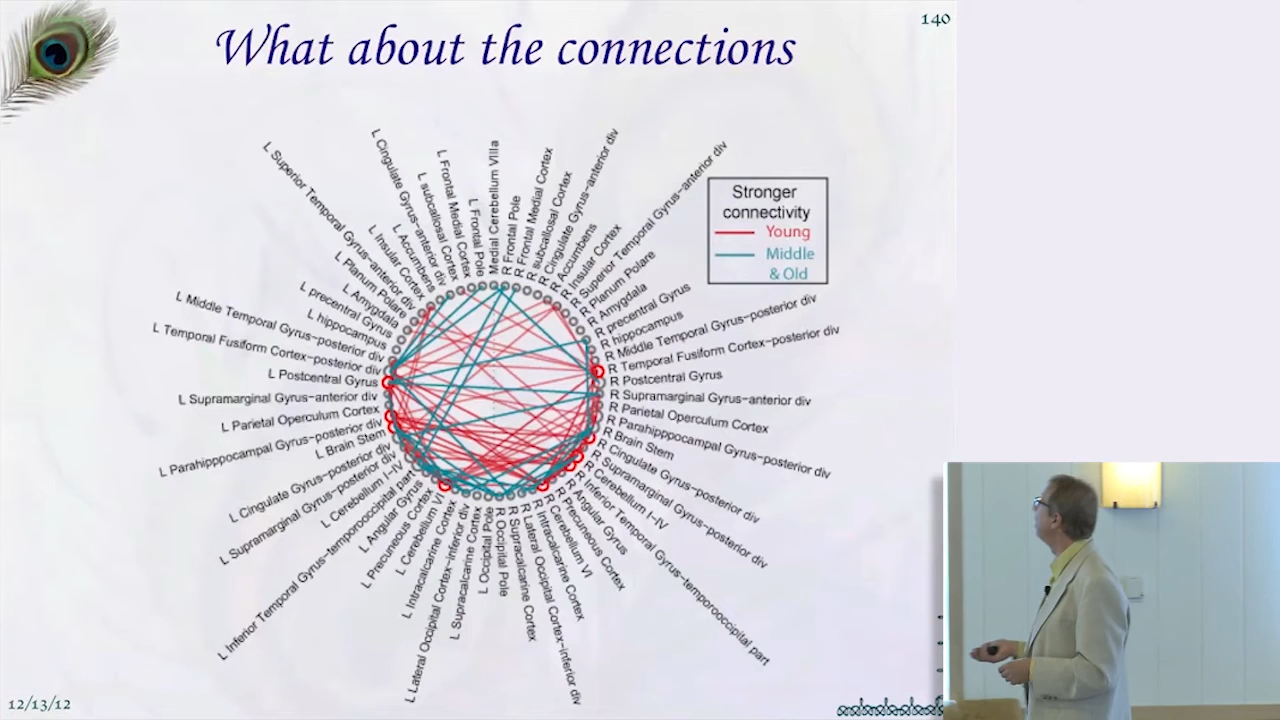 140
What about the connections
Stronger
connectivity
Young
Middle
& Old
Medial Cerebellum VIIIa
R Frontal Pole
R Frontal Medial Cortex
R subcallosal Cortex
R Cingulate Gyrus-anterior div
R Accumbens
R Insular Cortex
R Superior Temporal Gyrus-anterior div
R Planum Polare
R Amygdala
R precentral Gyrus
R hippocampus
R Middle Temporal Gyrus-posterior div
R Temporal Fusiform Cortex-posterior div
R Postcentral Gyrus
R Supramarginal Gyrus-anterior div
R Parietal Operculum Cortex
R Parahipppocampal Gyrus-posterior div
R Brain Stem
R Cingulate Gyrus-posterior div
R Supramarginal Gyrus-posterior div
R Cerebellum I-IV
R Inferior Temporal Gyrus-temporooccipital part
R Angular Gyrus
R Precuneous Cortex
R Cerebellum VI
R Intracalcarine Cortex
R Lateral Occipital Cortex-inferior div
R Supracalcarine Cortex
R Occipital Pole
L Occipital Pole
L Supracalcarine Cortex
L Lateral Occipital Cortex-inferior div
L Intracalcarine Cortex
L Cerebellum VI
L Precuneous Cortex
L Angular Gyrus
L Inferior Temporal Gyrus-temporooccipital part
L Cerebellum I-IV
L Supramarginal Gyrus-posterior div
L Cingulate Gyrus-posterior div
L Brain Stem
L Parahipppocampal Gyrus-posterior div
L Parietal Operculum Cortex
L Supramarginal Gyrus-anterior div
L Postcentral Gyrus
L Temporal Fusiform Cortex-posterior div
L Middle Temporal Gyrus-posterior div
L hippocampus
L precentral Gyrus
L Amygdala
L Planum Polare
L Superior Temporal Gyrus-anterior div
L Insular Cortex
L Accumbens
L Cingulate Gyrus-anterior div
L subcallosal Cortex
L Frontal Medial Cortex
L Frontal Pole
12/13/12